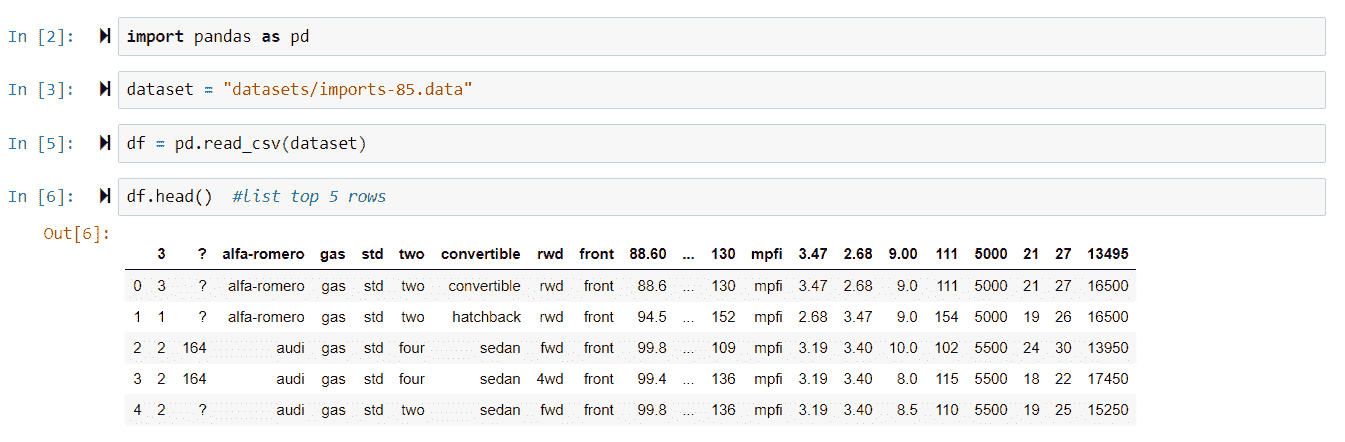 In [2]: import pandas as pd
In [3]: dataset = "datasets/imports-85.data"
In [5]: df = pd.read_csv(dataset)
In [6]: df.head() #list top 5 rows
Out[6]:
3 ? alfa-romero gas std two convertible rwd front 88.60 ... 130 mpfi 3.47 2.68 9.00 111 5000 21 27 13495
0 3 ? alfa-romero gas std two convertible rwd front 88.6 ... 130 mpfi 3.47 2.68 9.0 111 5000 21 27 16500
1 1 ? alfa-romero gas std two hatchback rwd front 94.5 ... 152 mpfi 2.68 3.47 9.0 154 5000 19 26 16500
2 2 164 audi gas std four sedan fwd front 99.8 ... 109 mpfi 3.19 3.40 10.0 102 5500 24 30 13950
3 2 164 audi gas std four sedan 4wd front 99.4 ... 136 mpfi 3.19 3.40 8.0 115 5500 18 22 17450
4 2 ? audi gas std two sedan fwd front 99.8 ... 136 mpfi 3.19 3.40 8.5 110 5500 19 25 15250